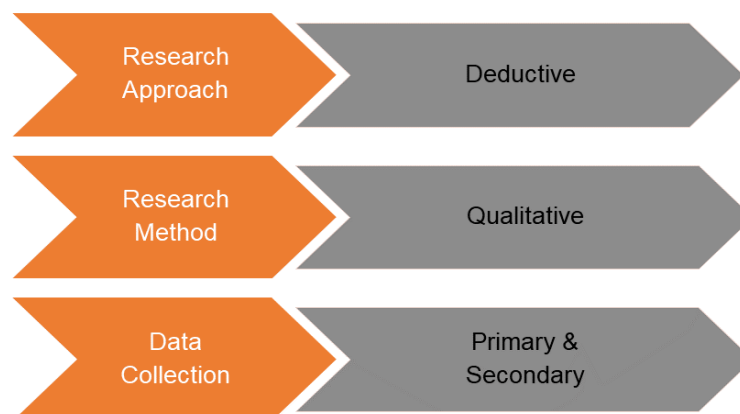 Research
Approach
Deductive
Research
Method
Qualitative
Data
Collection
Primary &
Secondary